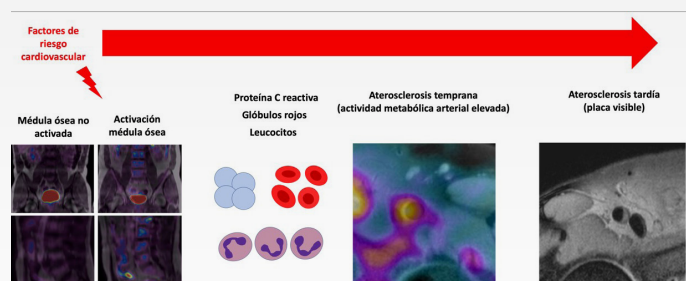 Factores de
riesgo
cardiovascular
Médula ósea no
activada
Activación
médula ósea
Proteína C reactiva
Glóbulos rojos
Leucocitos
Aterosclerosis temprana
(actividad metabólica arterial elevada)
Aterosclerosis tardía
(placa visible)